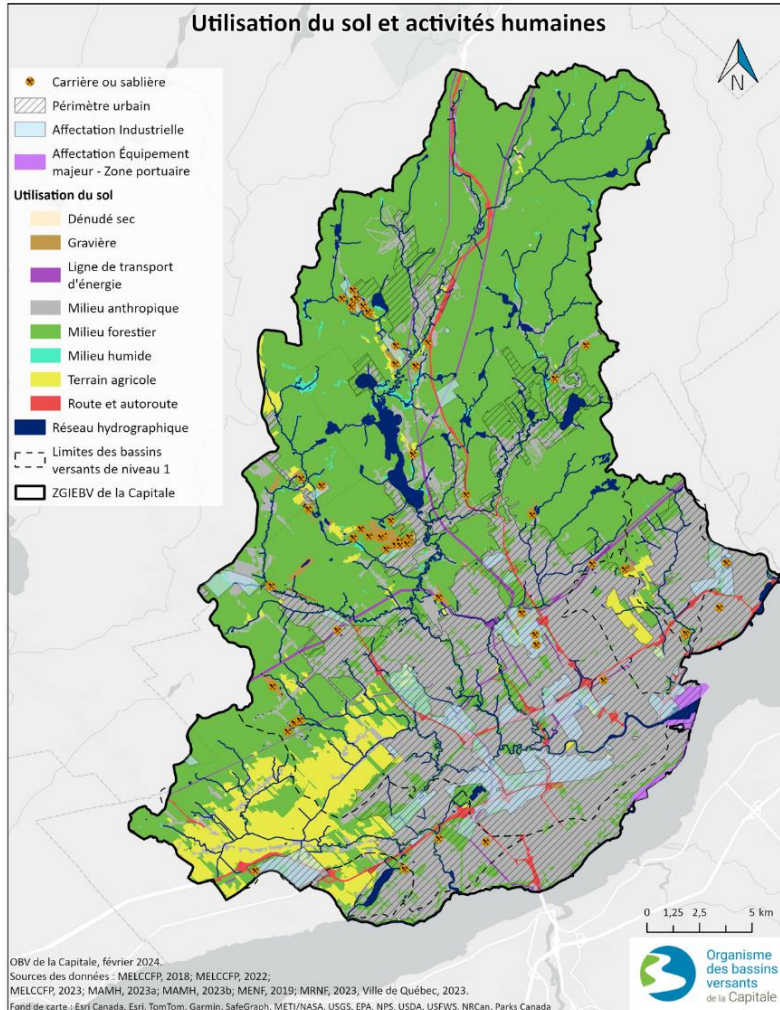 Utilisation du sol et activités humaines
N
Carrière ou sablière
Périmètre urbain
Affectation Industrielle
Affectation Équipement
majeur - Zone portuaire
Utilisation du sol
Dénudé sec
Gravière
Ligne de transport
d'énergie
Milieu anthropique
Milieu forestier
Milieu humide
Terrain agricole
Route et autoroute
Réseau hydrographique
Limites des bassins
versants de niveau 1
ZGIEBV de la Capitale
0 1,25 2,5 5 km
OBV de la Capitale, février 2024.
Sources des données : MELCCFP, 2018; MELCCFP, 2022;
MELCCFP, 2023; MAMH, 2023a; MAMH, 2023b; MENF, 2019; MRNF, 2023, Ville de Québec, 2023.
Fond de carte : Esri Canada, Esri, TomTom, Garmin, SafeGraph, METI/NASA, USGS, EPA, NPS, USDA, USFWS, NRCan, Parks Canada
Organisme
des bassins
versants
de la Capitale